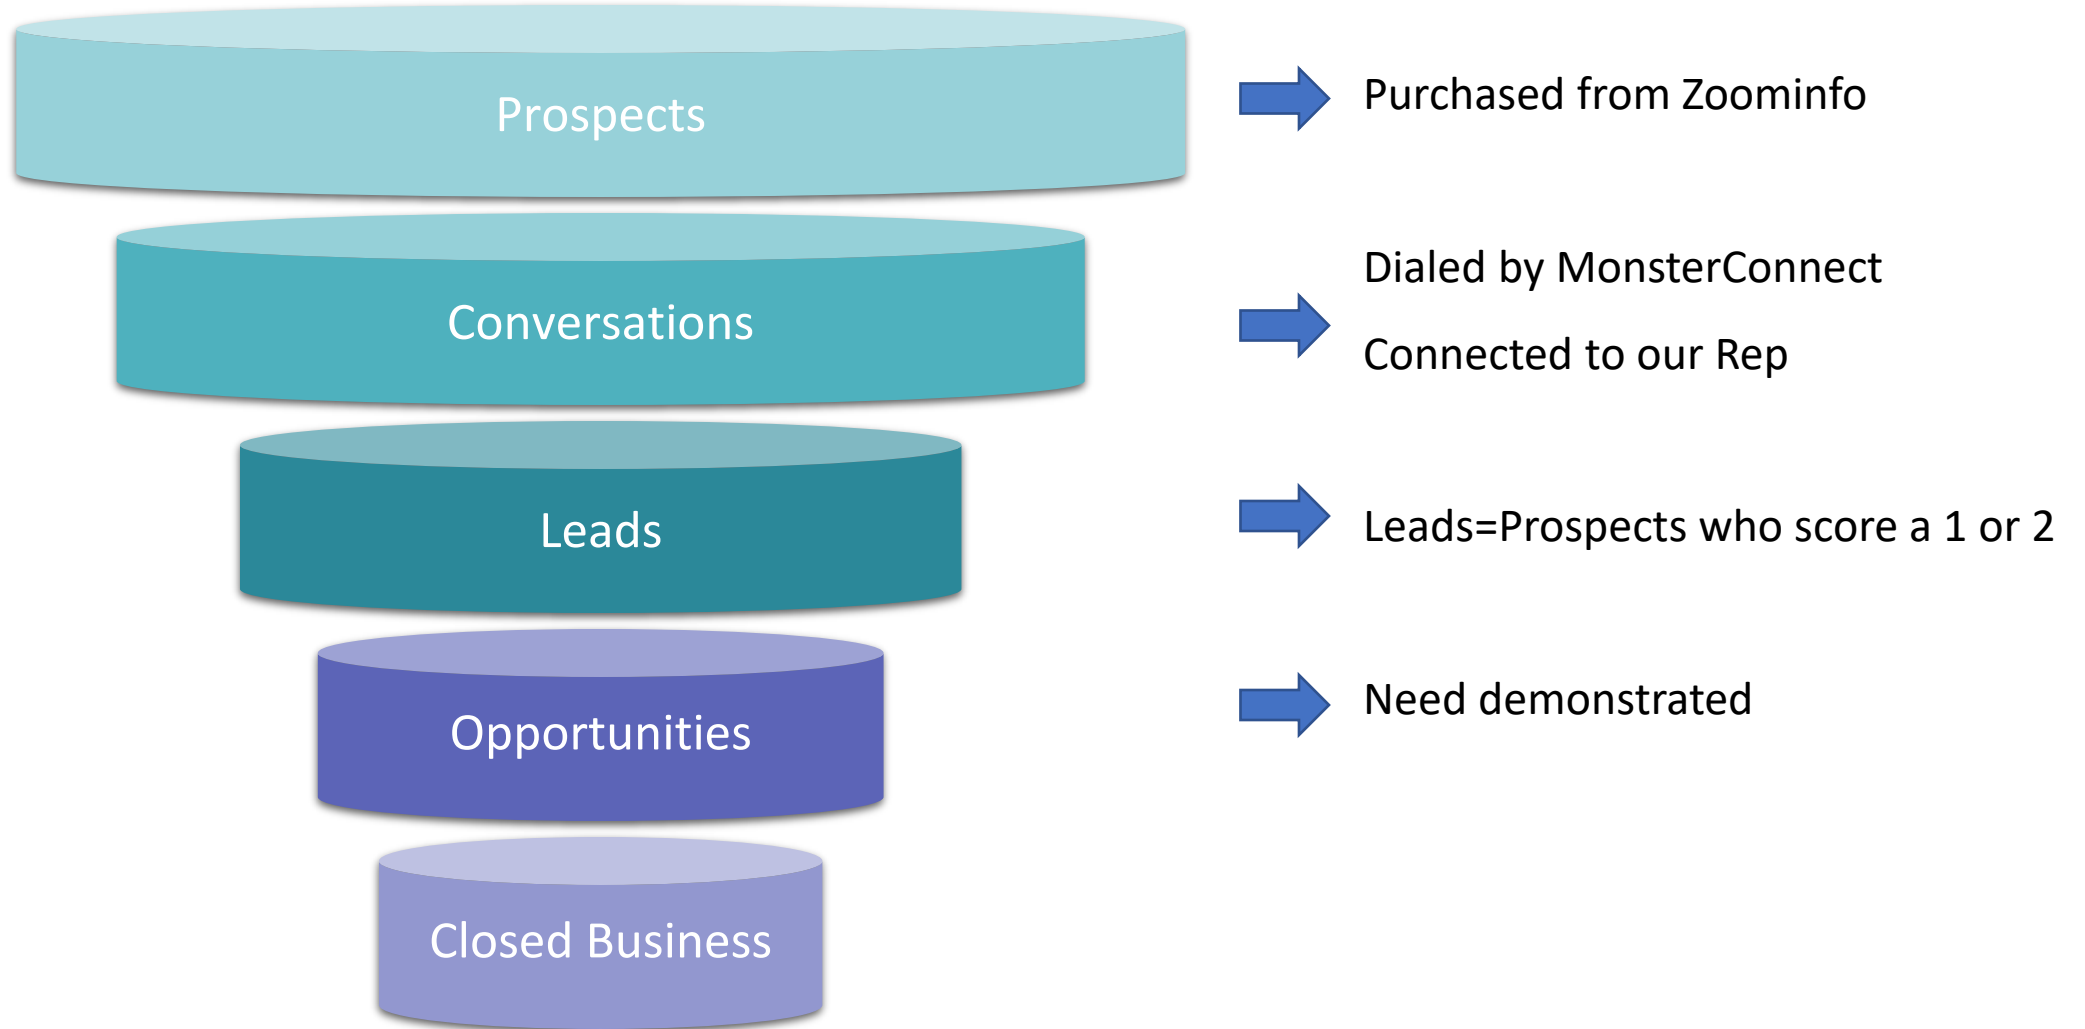 Prospects
Purchased from Zoominfo
Conversations
Dialed by MonsterConnect
Connected to our Rep
Leads
Leads=Prospects who score a 1 or 2
Opportunities
Need demonstrated
Closed Business